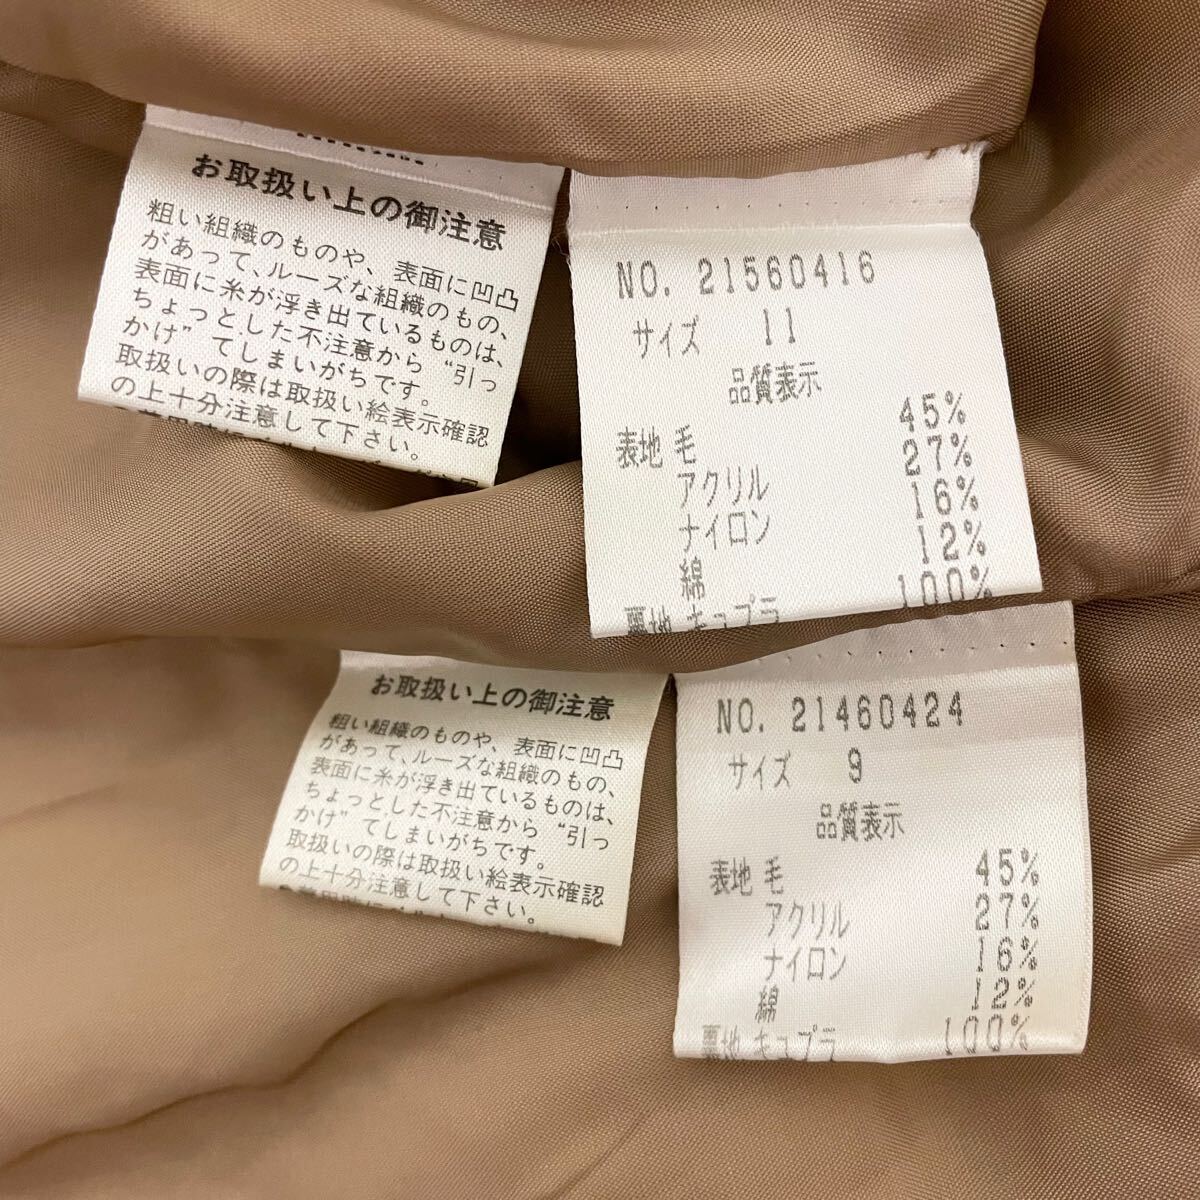 お取扱い上の御注意
粗い組織のものや、表面に凹凸
があって、ルーズな組織のもの、
表面に糸が浮き出ているものは、
ちょっとした不注意から“引っ
かけ”てしまいがちです。
取扱いの際は取扱い絵表示確認
の上十分注意して下さい。
NO. 21560416
サイズ 11
品質表示
45%
表地 毛 27%
アクリル 16%
ナイロン 12%
綿 100%
裏地 キュプラ
お取扱い上の御注意
粗い組織のものや、表面に凹凸
があって、ルーズな組織のもの、
表面に糸が浮き出ているものは、
ちょっとした不注意から“引っ
かけ”てしまいがちです。
取扱いの際は取扱い絵表示確認
の上十分注意して下さい。
NO. 21460424
サイズ 9
品質表示
表地 毛 45%
アクリル 27%
ナイロン 16%
綿 12%
裏地 キュプラ 100%